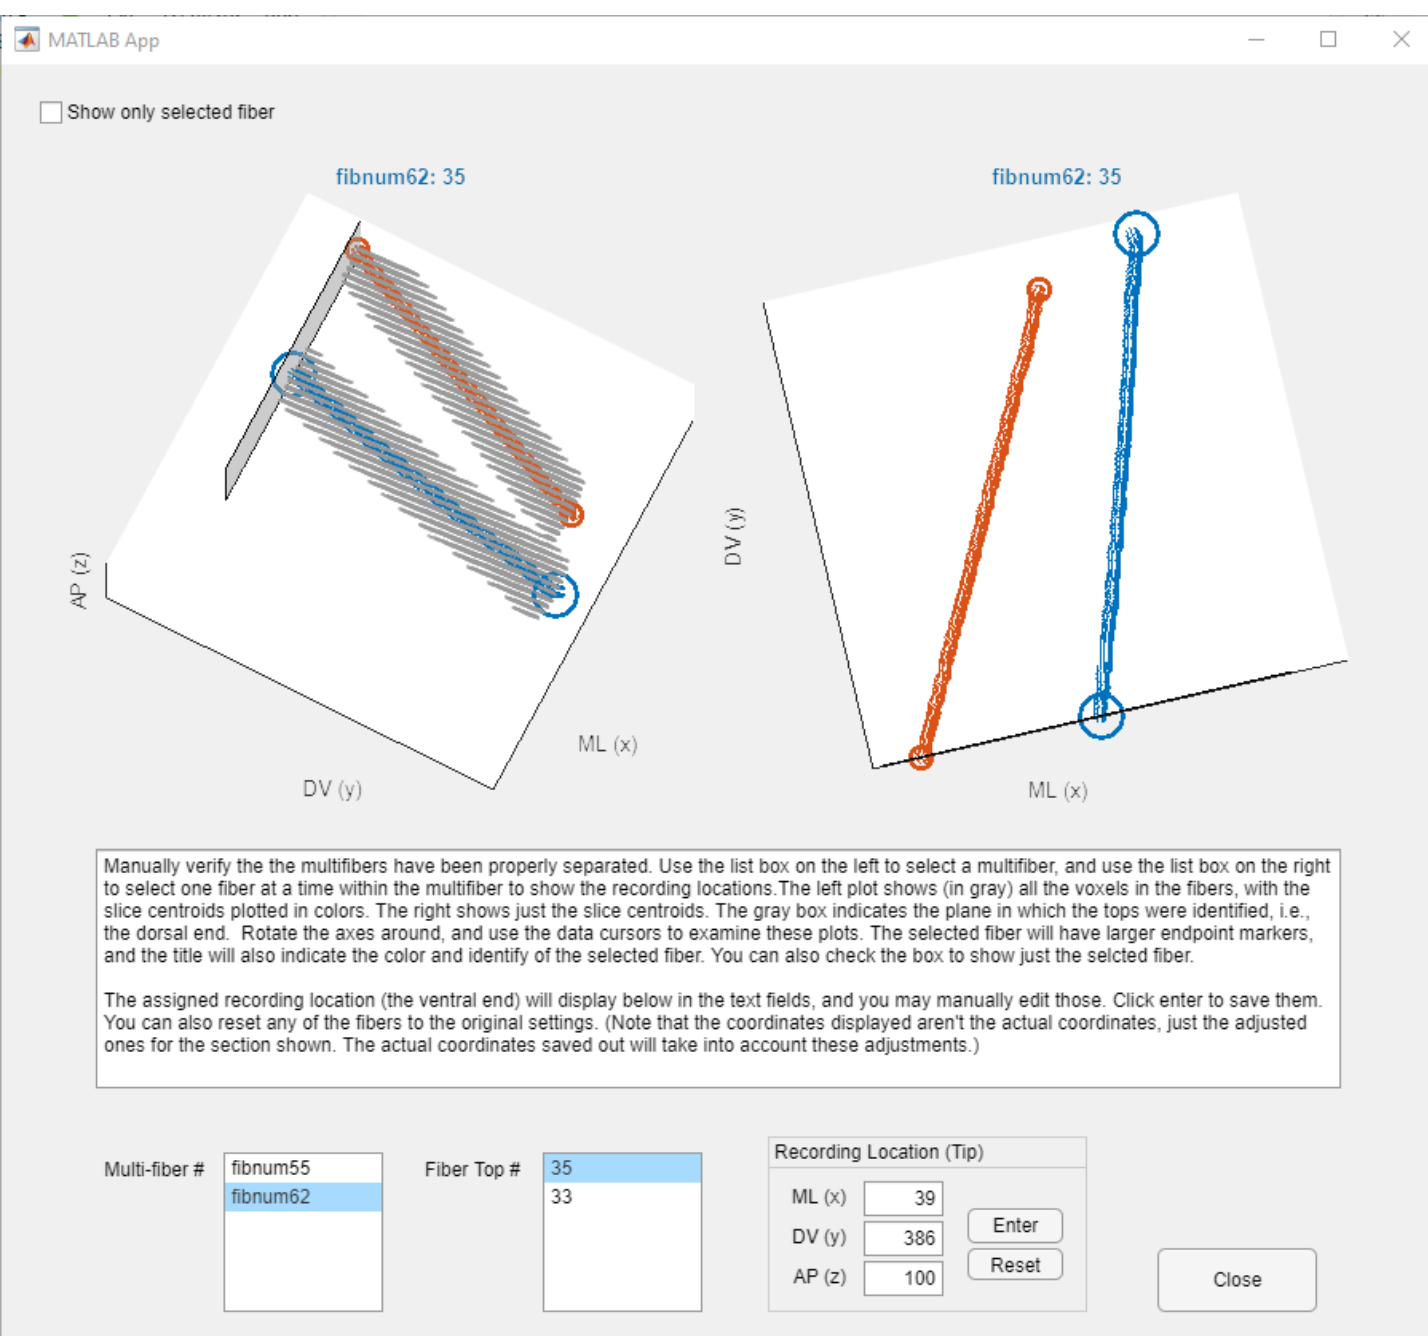 MATLAB App
Show only selected fiber
fibnum62: 35
fibnum62: 35
AP (z)
DV (y)
ML (x)
DV (y)
ML (x)
Manually verify the the multifibers have been properly separated. Use the list box on the left to select a multifiber, and use the list box on the right
to select one fiber at a time within the multifiber to show the recording locations.The left plot shows (in gray) all the voxels in the fibers, with the
slice centroids plotted in colors. The right shows just the slice centroids. The gray box indicates the plane in which the tops were identified, i.e.,
the dorsal end.  Rotate the axes around, and use the data cursors to examine these plots. The selected fiber will have larger endpoint markers,
and the title will also indicate the color and identify of the selected fiber. You can also check the box to show just the selcted fiber.
The assigned recording location (the ventral end) will display below in the text fields, and you may manually edit those. Click enter to save them.
You can also reset any of the fibers to the original settings. (Note that the coordinates displayed aren't the actual coordinates, just the adjusted
ones for the section shown. The actual coordinates saved out will take into account these adjustments.)
Multi-fiber #
fibnum55
fibnum62
Fiber Top #
35
33
Recording Location (Tip)
ML (x) 39
DV (y) 386
AP (z) 100
Enter
Reset
Close